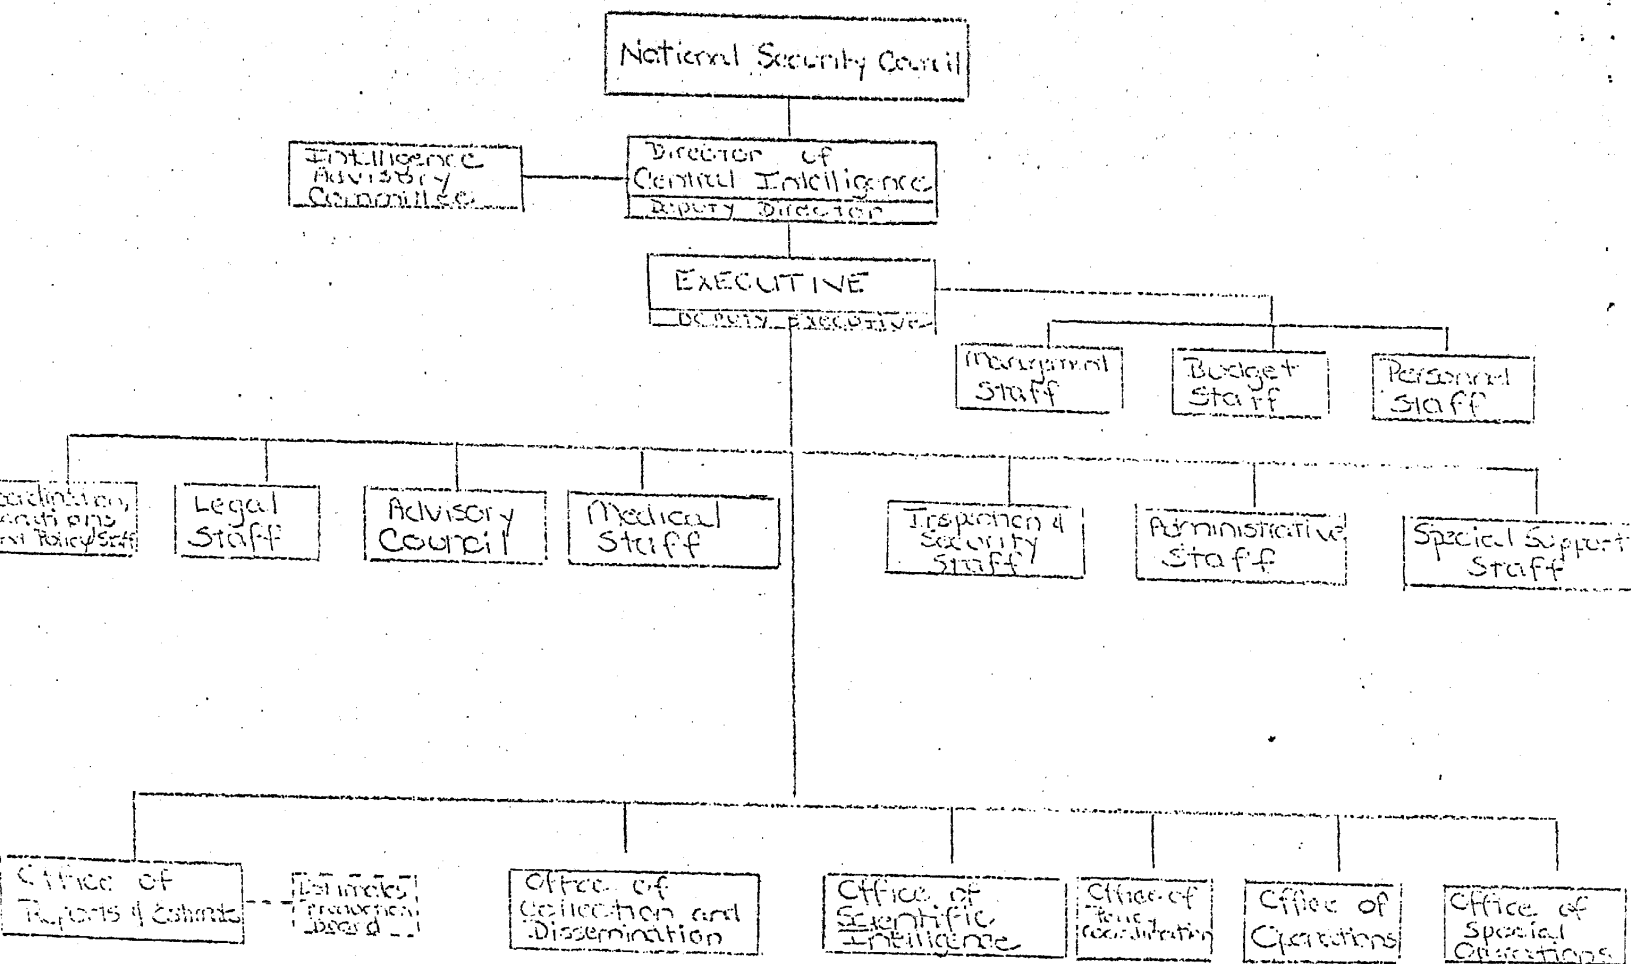 National Security Council
Intelligence
Advisory
Committee
Director of
Central Intelligence
Deputy Director
EXECUTIVE
DEPUTY EXECUTIVE
Management
Staff
Budget
Staff
Personnel
Staff
Policy Staff
Legal
Staff
Advisory
Council
Medical
Staff
Inspection &
Security
Staff
Administrative
Staff
Special Support
Staff
Office of
Reports & Estimates
Estimates
Production
Board
Office of
Collection and
Dissemination
Office of
Scientific
Intelligence
Office of
Policy
Coordination
Office of
Operations
Office of
Special
Operations